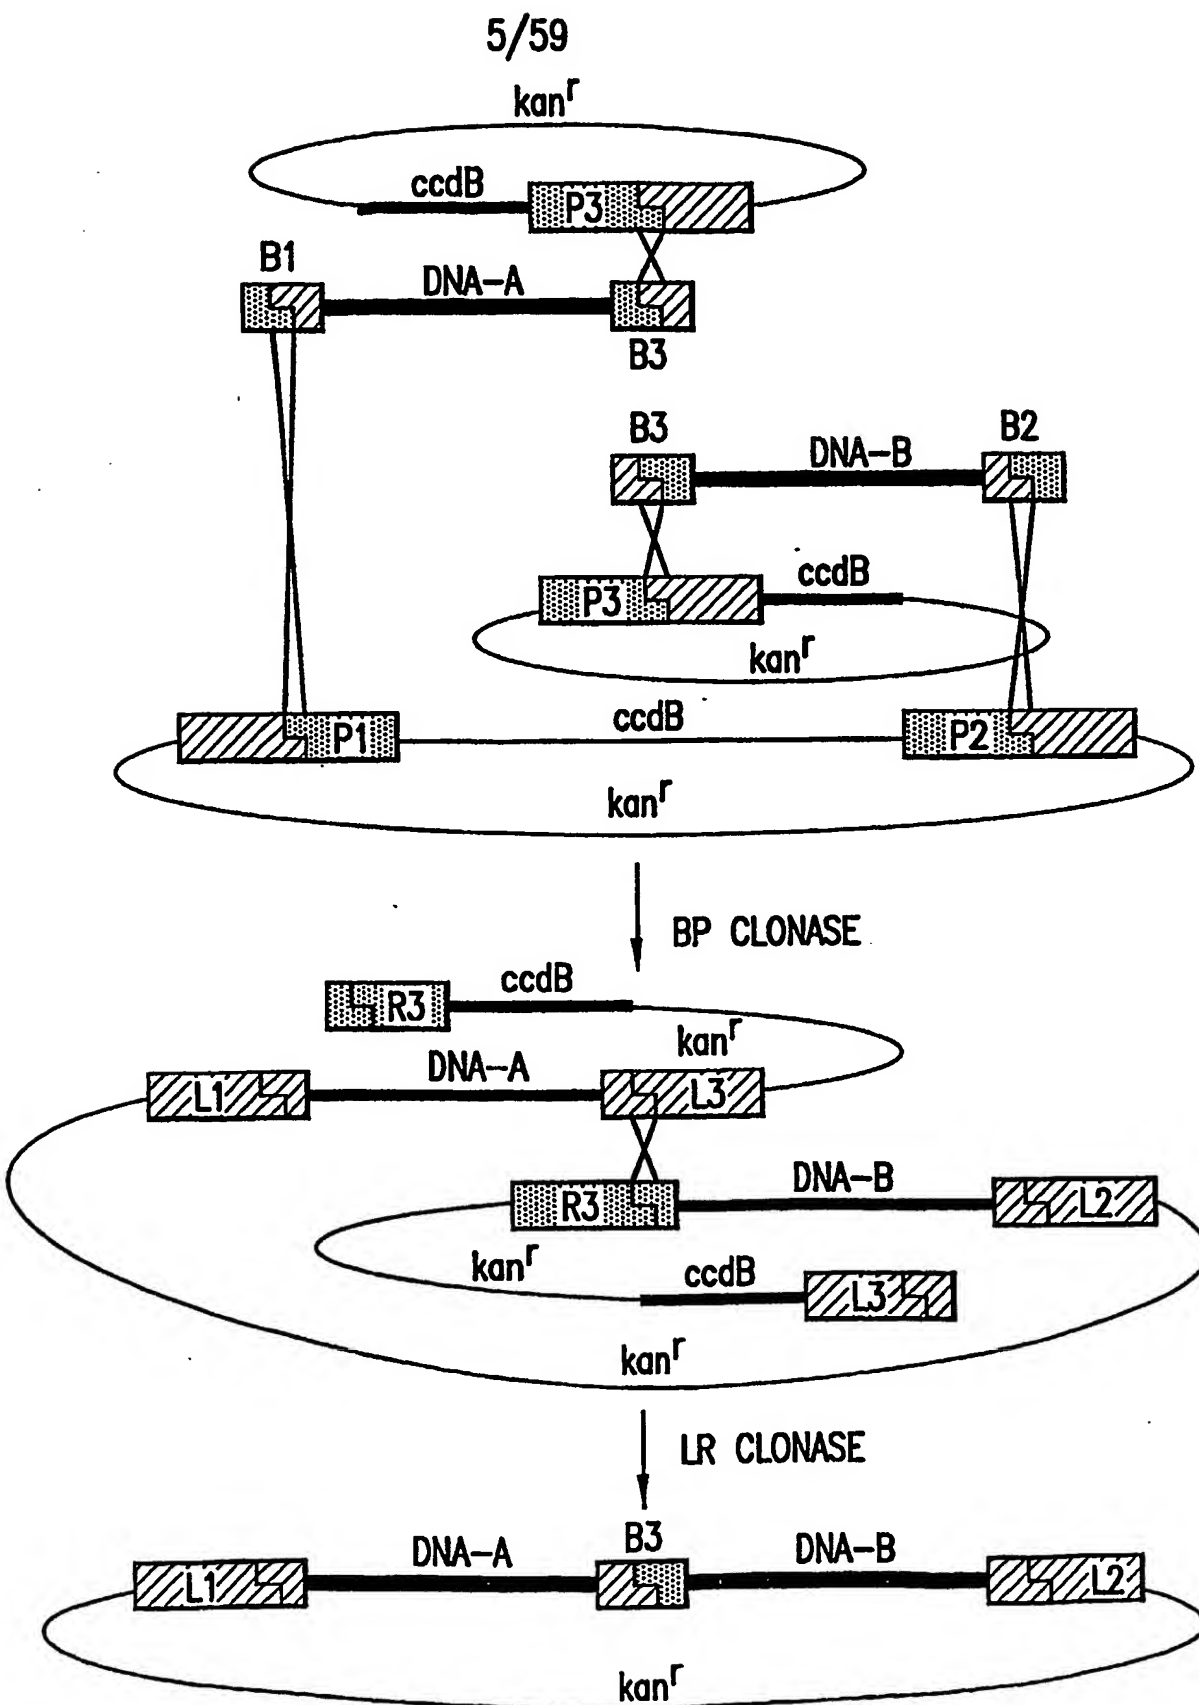 5/59
kanʳ
ccdB
P3
B1
DNA-A
B3
B3
DNA-B
B2
P3
ccdB
kanʳ
P1
ccdB
P2
kanʳ
BP CLONASE
R3
ccdB
kanʳ
L1
DNA-A
L3
R3
DNA-B
L2
kanʳ
ccdB
L3
kanʳ
LR CLONASE
L1
DNA-A
B3
DNA-B
L2
kanʳ